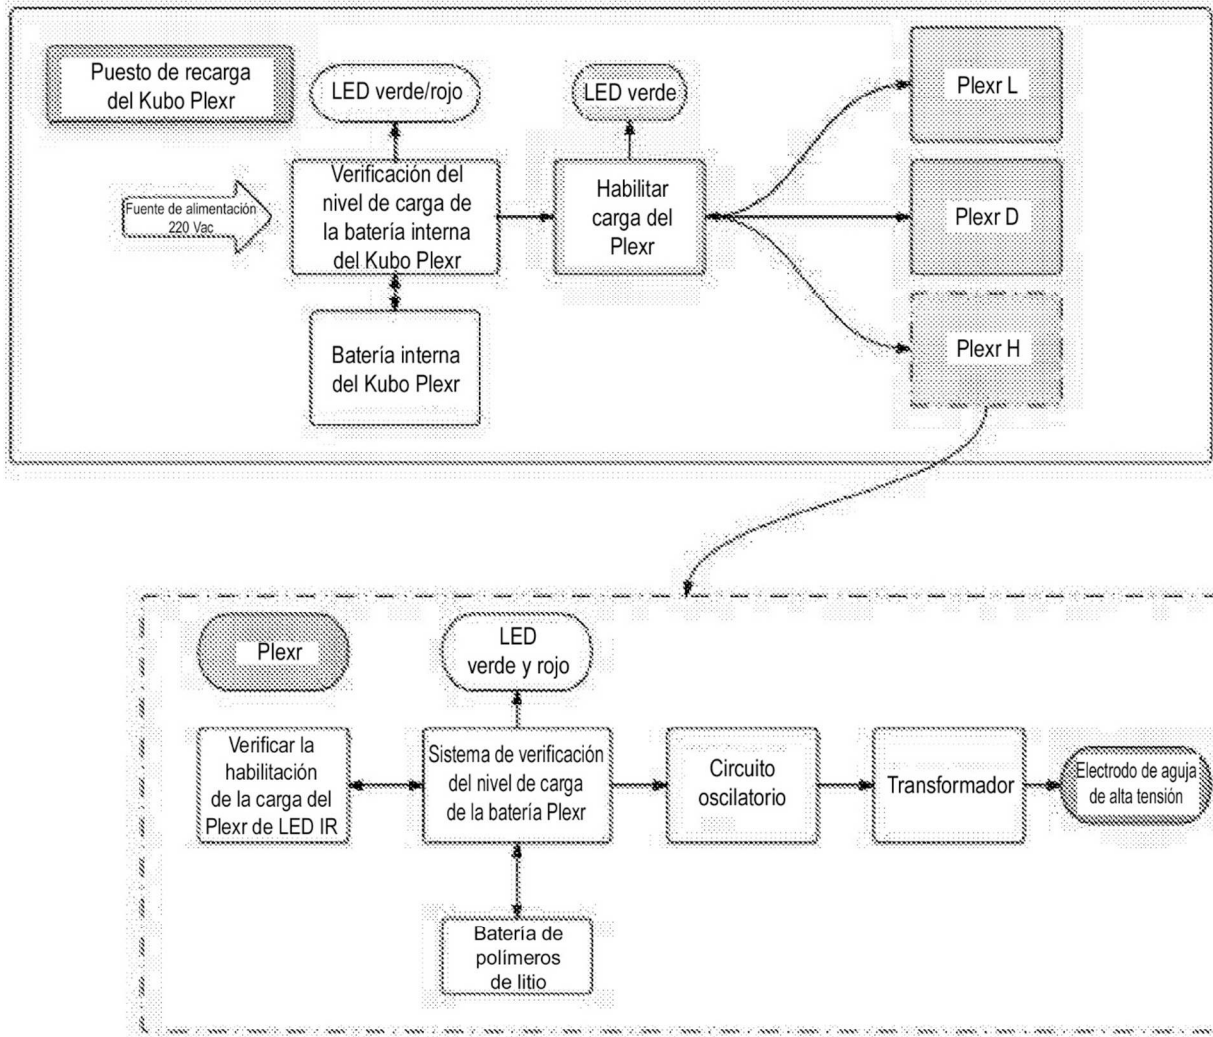 Puesto de recarga
del Kubo Plexr
LED verde/rojo
LED verde
Plexr L
Fuente de alimentación
220 Vac
Verificación del
nivel de carga de
la batería interna
del Kubo Plexr
Habilitar
carga del
Plexr
Plexr D
Batería interna
del Kubo Plexr
Plexr H
Plexr
LED
verde y rojo
Verificar la
habilitación
de la carga del
Plexr de LED IR
Sistema de verificación
del nivel de carga
de la batería Plexr
Circuito
oscilatorio
Transformador
Electrodo de aguja
de alta tensión
Batería de
polímeros
de litio